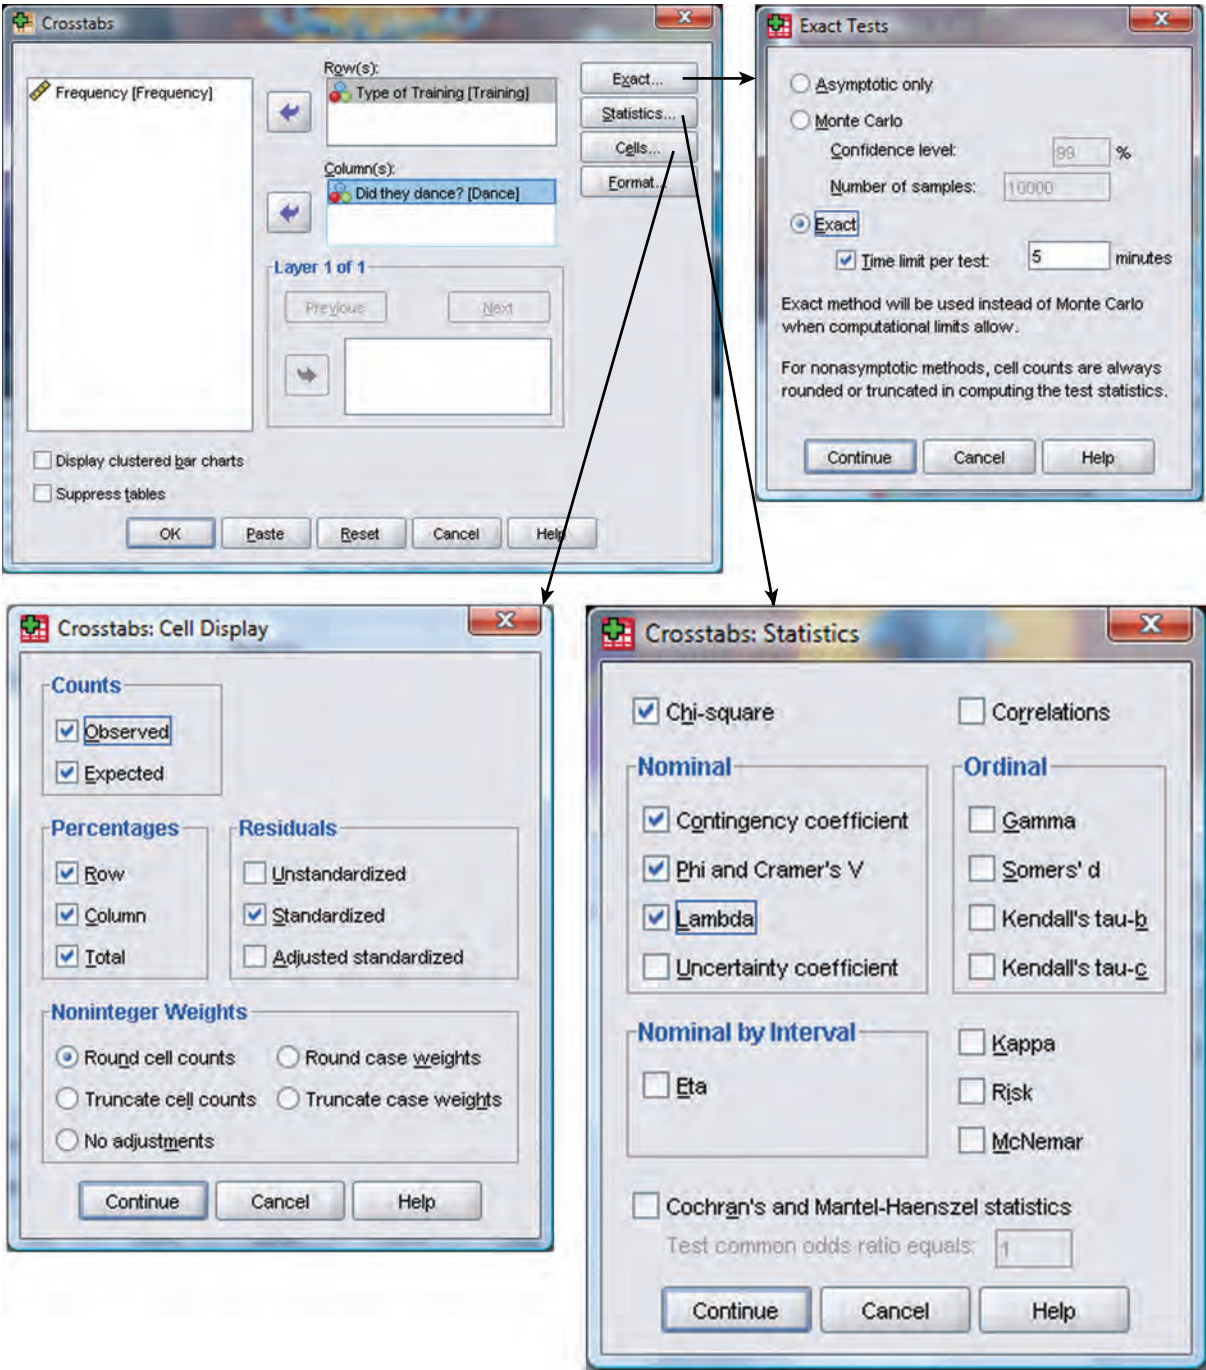 Crosstabs
Frequency [Frequency]
Row(s):
Type of Training [Training]
Column(s):
Did they dance? [Dance]
Layer 1 of 1
Previous
Next
Exact...
Statistics...
Cells...
Format...
Display clustered bar charts
Suppress tables
OK
Paste
Reset
Cancel
Help
Exact Tests
Asymptotic only
Monte Carlo
Confidence level:
99 %
Number of samples:
10000
Exact
Time limit per test:
5 minutes
Exact method will be used instead of Monte Carlo
when computational limits allow.
For nonasymptotic methods, cell counts are always
rounded or truncated in computing the test statistics.
Continue
Cancel
Help
Crosstabs: Cell Display
Counts
Observed
Expected
Percentages
Row
Column
Total
Residuals
Unstandardized
Standardized
Adjusted standardized
Noninteger Weights
Round cell counts
Round case weights
Truncate cell counts
Truncate case weights
No adjustments
Continue
Cancel
Help
Crosstabs: Statistics
Chi-square
Correlations
Nominal
Contingency coefficient
Phi and Cramer's V
Lambda
Uncertainty coefficient
Ordinal
Gamma
Somers' d
Kendall's tau-b
Kendall's tau-c
Nominal by Interval
Eta
Kappa
Risk
McNemar
Cochran's and Mantel-Haenszel statistics
Test common odds ratio equals:
1
Continue
Cancel
Help